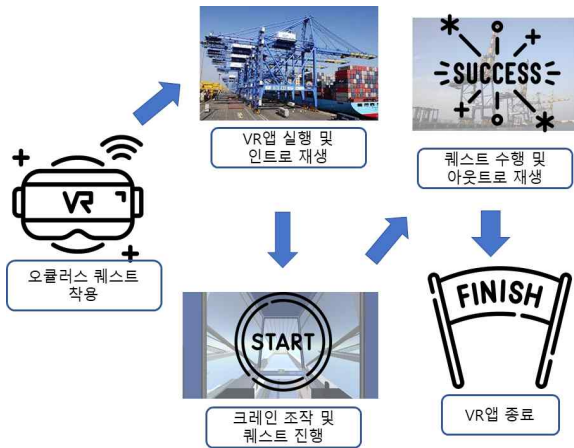 VR
오큘러스 퀘스트
착용
VR앱 실행 및
인트로 재생
START
크레인 조작 및
퀘스트 진행
SUCCESS
퀘스트 수행 및
아웃트로 재생
FINISH
VR앱 종료